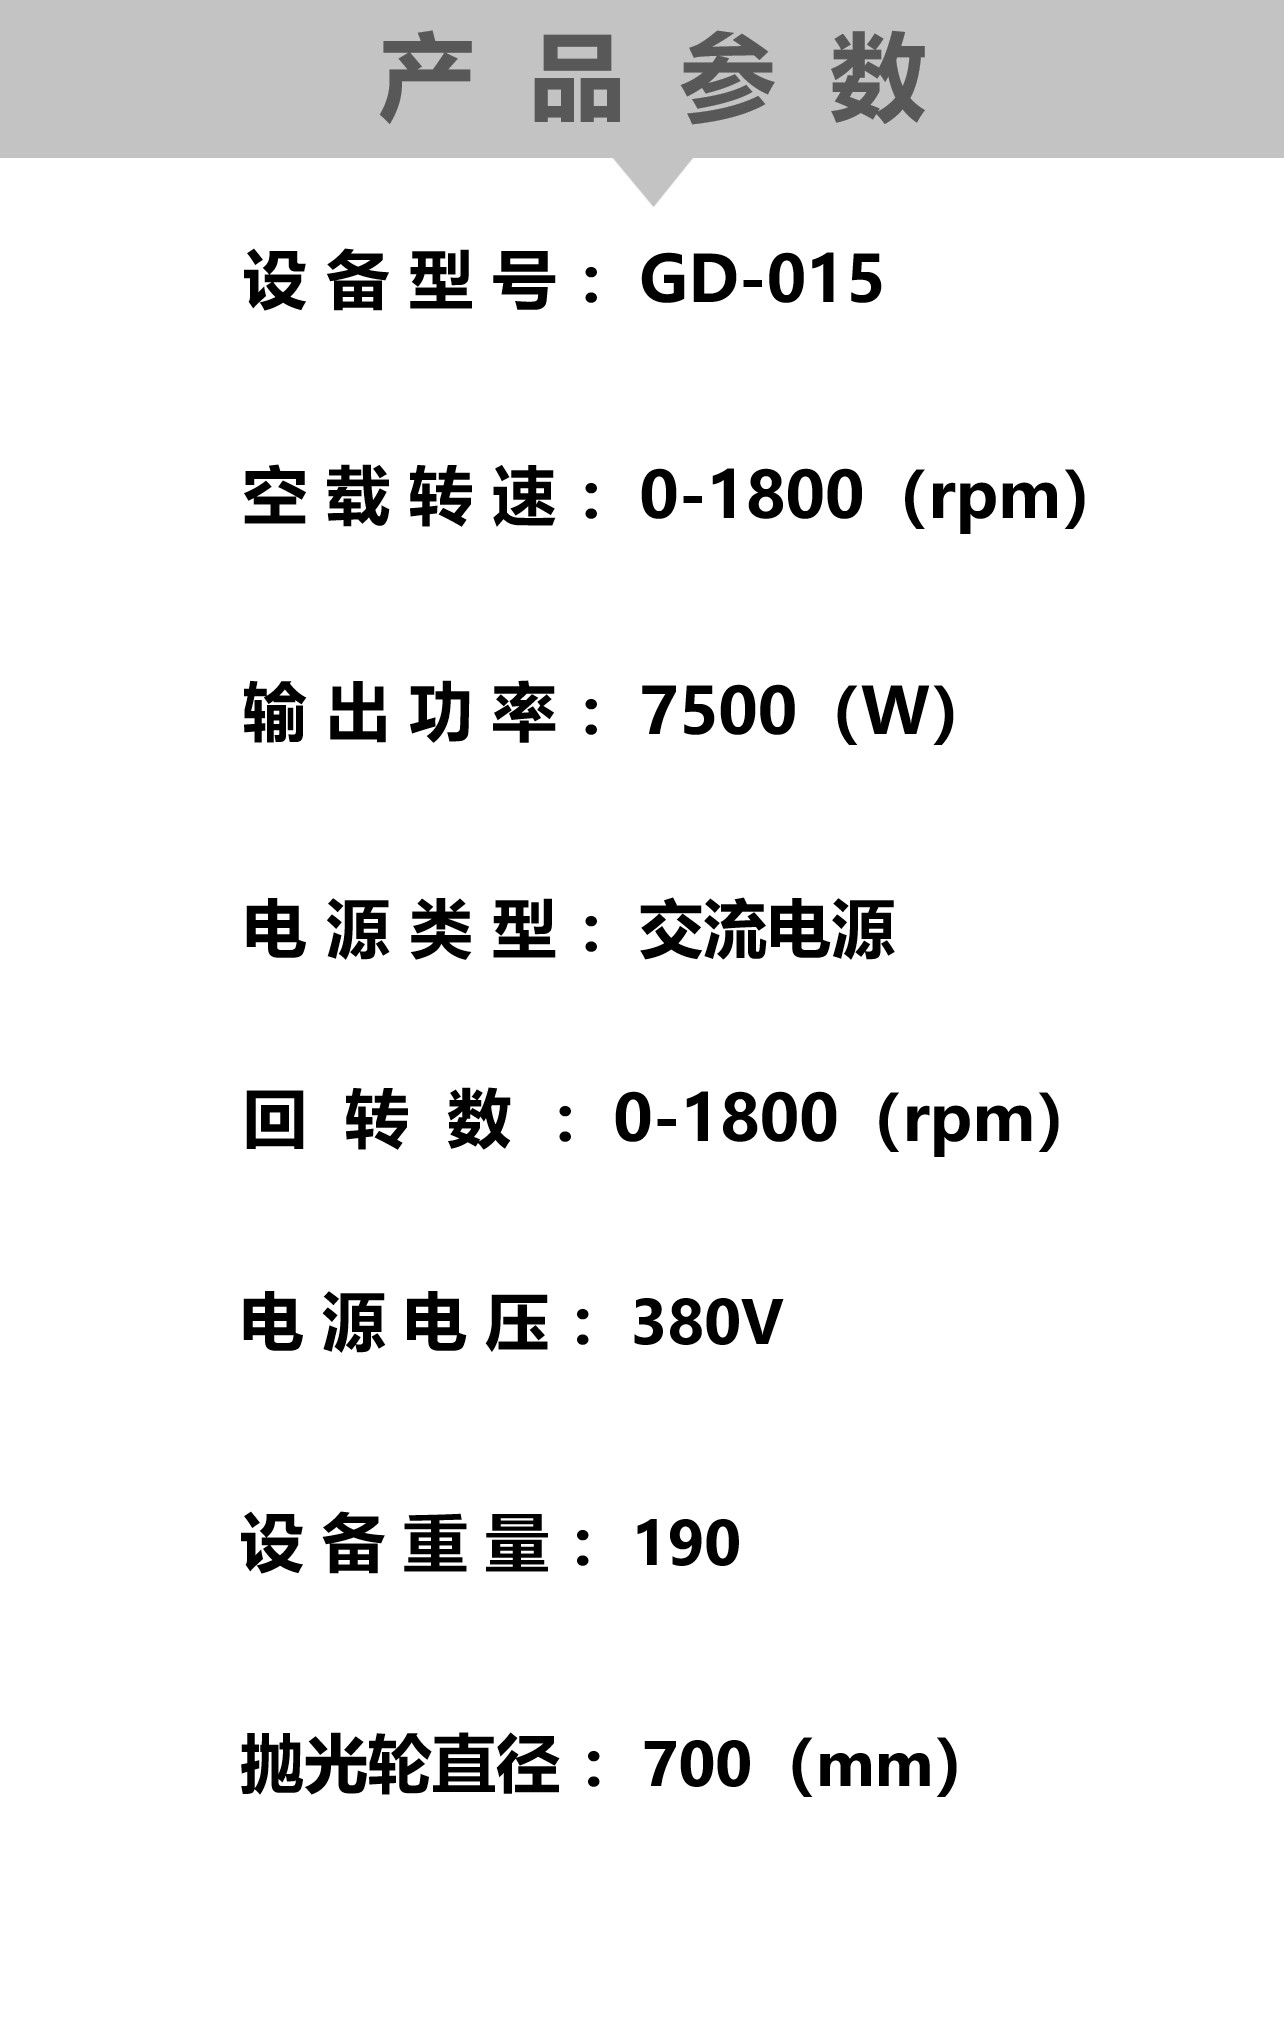 产品参数
设备型号：GD-015
空载转速：0-1800（rpm）
输出功率：7500（W）
电源类型：交流电源
回转数：0-1800（rpm）
电源电压：380V
设备重量：190
抛光轮直径：700（mm）